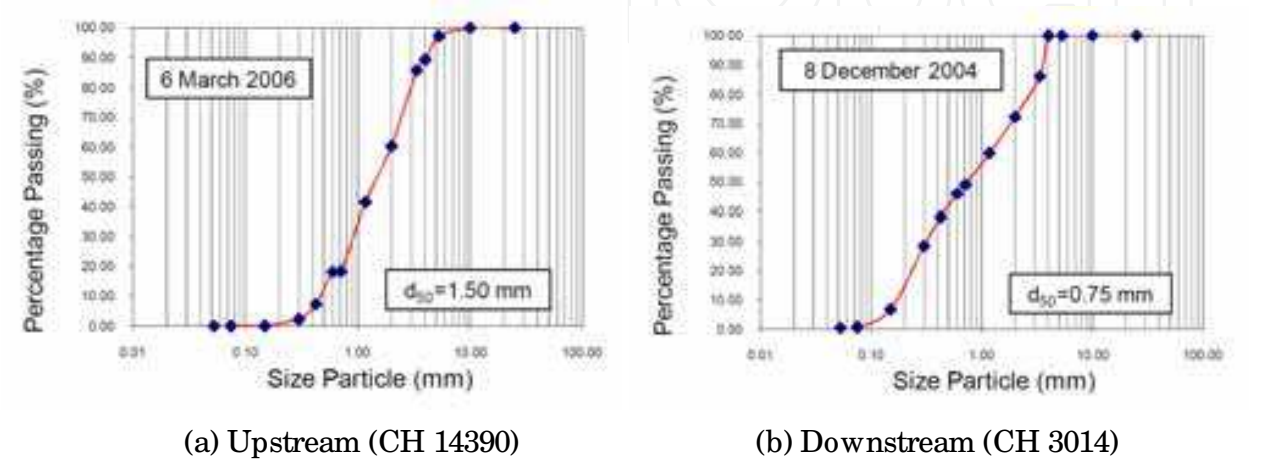 Percentage Passing (%)
100.00
90.00
80.00
70.00
60.00
50.00
40.00
30.00
20.00
10.00
0.00
6 March 2006
d50=1.50 mm
0.01 0.10 1.00 10.00 100.00
Size Particle (mm)
(a) Upstream (CH 14390)
Percentage Passing (%)
100.00
90.00
80.00
70.00
60.00
50.00
40.00
30.00
20.00
10.00
0.00
8 December 2004
d50=0.75 mm
0.01 0.10 1.00 10.00 100.00
Size Particle (mm)
(b) Downstream (CH 3014)